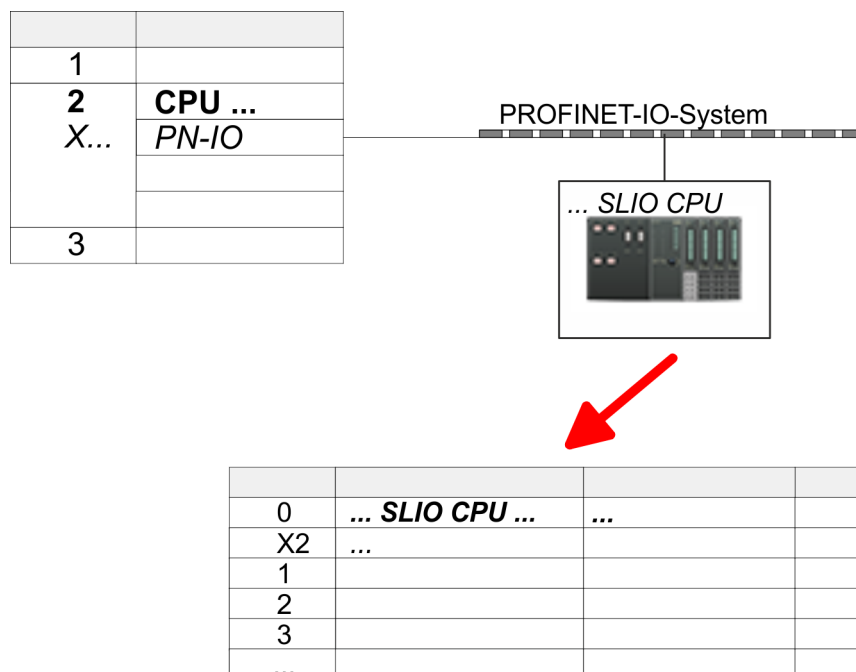 1
2 CPU ...
X... PN-IO
3
PROFINET-IO-System
... SLIO CPU
0 ... SLIO CPU ... ...
X2 ...
1
2
3
...